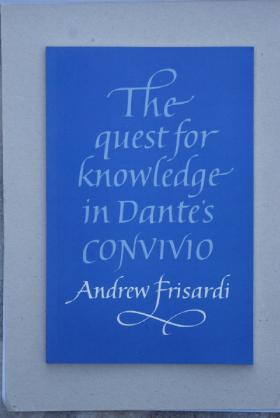 The
quest for
knowledge
in Dante's
CONVIVIO
Andrew Frisardi